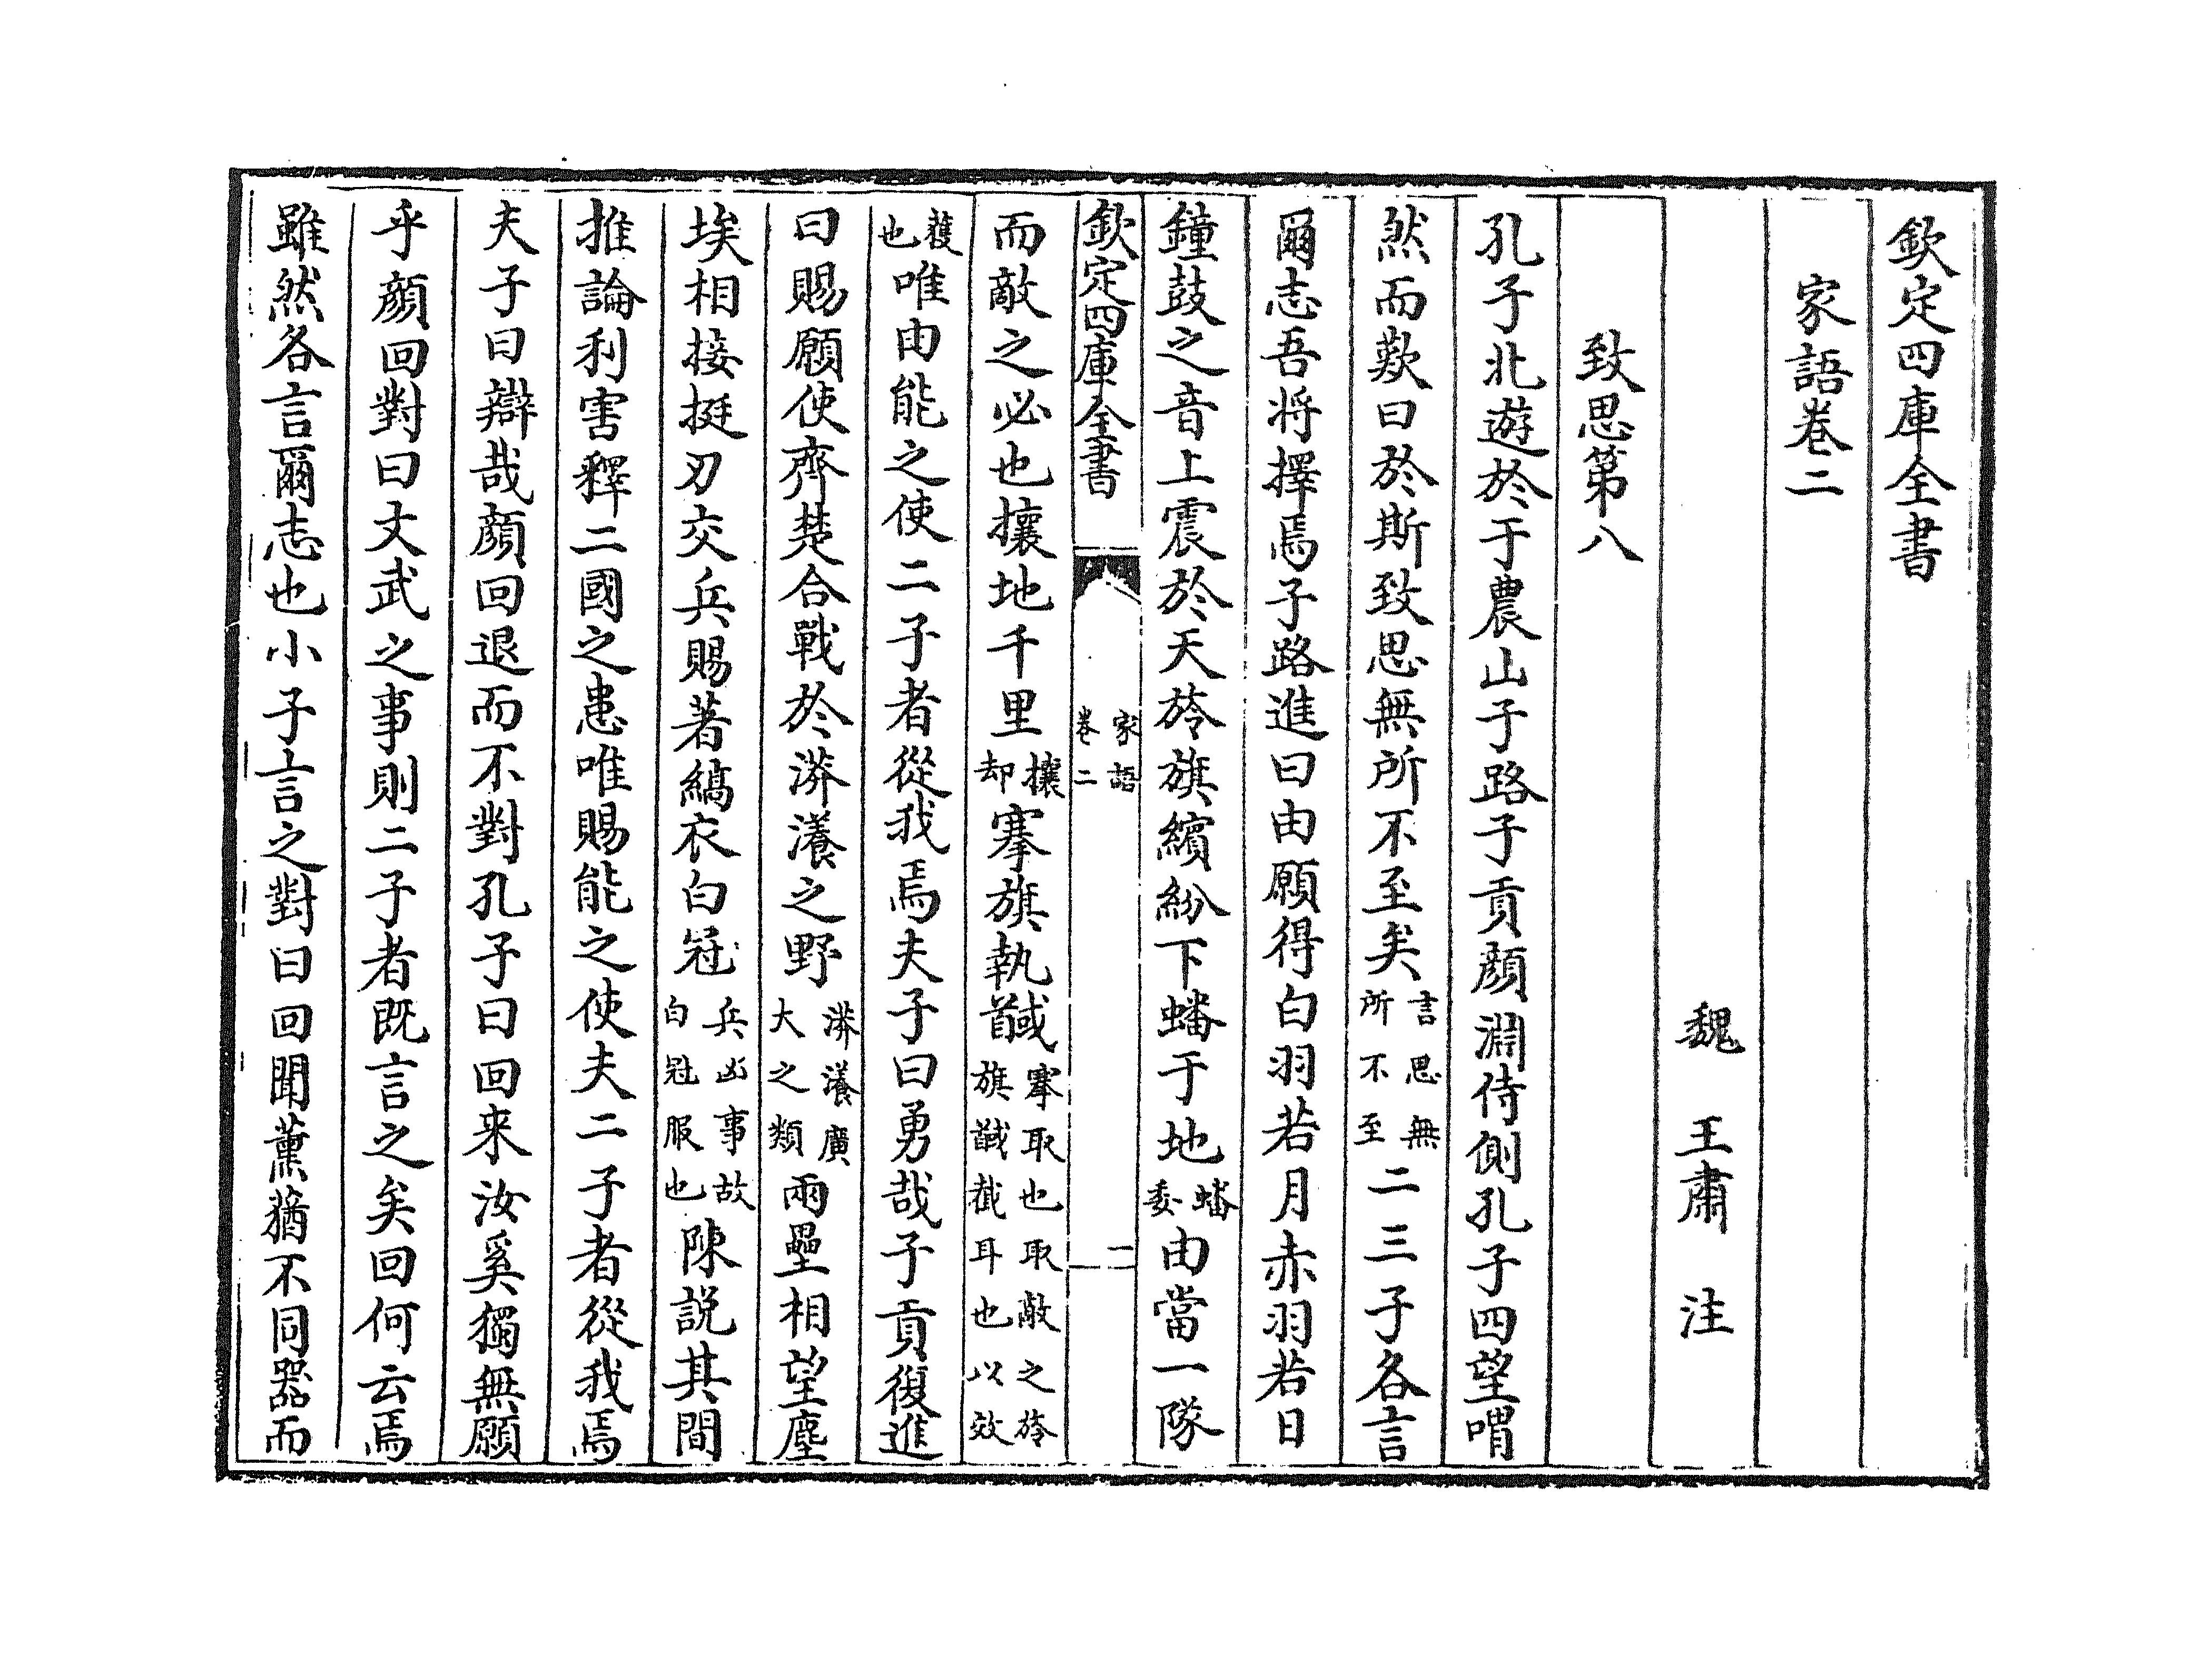 欽定四庫全書
家語卷二
魏　王肅　注
致思第八
孔子北遊於于農山子路子貢顏淵侍側孔子四望喟
然而歎曰於斯致思無所不至矣言思無所不至二三子各言
爾志吾將擇焉子路進曰由願得白羽若月赤羽若日
鐘鼓之音上震於天旍旗繽紛下蟠于地蟠委由當一隊
欽定四庫全書　家語卷二　一
而敵之必也攘地千里攘却搴旗執馘搴取也取敵之旍旗馘截耳也以效
獲也唯由能之使二子者從我焉夫子曰勇哉子貢復進
曰賜願使齊楚合戰於漭瀁之野漭瀁廣大之類兩壘相望塵
埃相接挺刃交兵賜著縞衣白冠兵凶事故白冠服也陳說其間
推論利害釋二國之患唯賜能之使夫二子者從我焉
夫子曰辯哉顏回退而不對孔子曰回来汝奚獨無願
乎顏回對曰文武之事則二子者既言之矣回何云焉
雖然各言爾志也小子言之對曰回聞薰蕕不同器而